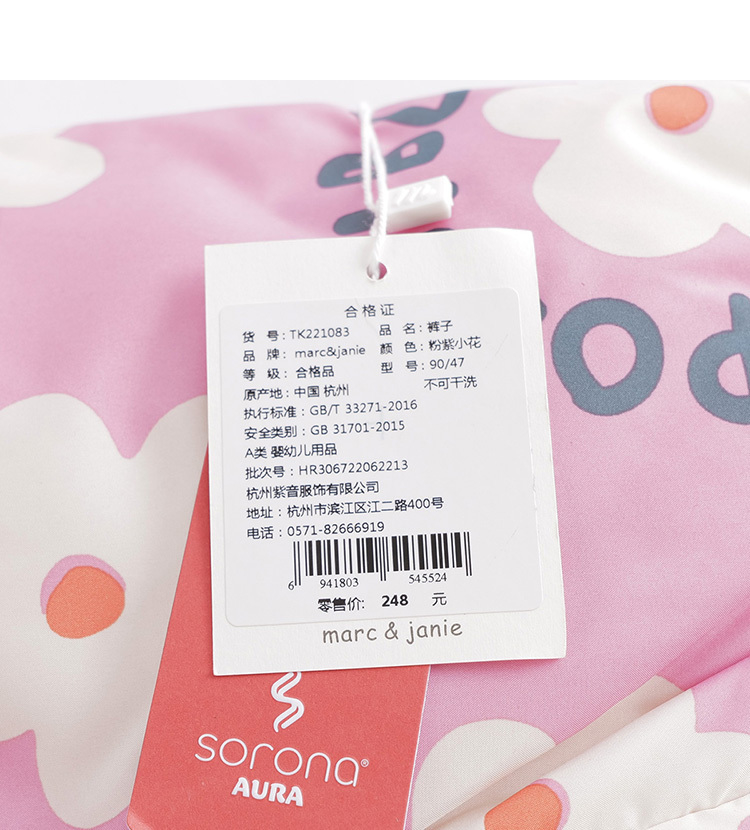 合格证
货 号：TK221083 品 名：裤子
品 牌：marc&janie 颜 色：粉紫小花
等 级：合格品 型 号：90/47
原产地：中国 杭州 不可干洗
执行标准：GB/T 33271-2016
安全类别：GB 31701-2015
A类 婴幼儿用品
批次号：HR306722062213
杭州紫音服饰有限公司
地址：杭州市滨江区江二路400号
电话：0571-82666919
6 941803 545524
零售价: 248 元
marc & janie
sorona®
AURA